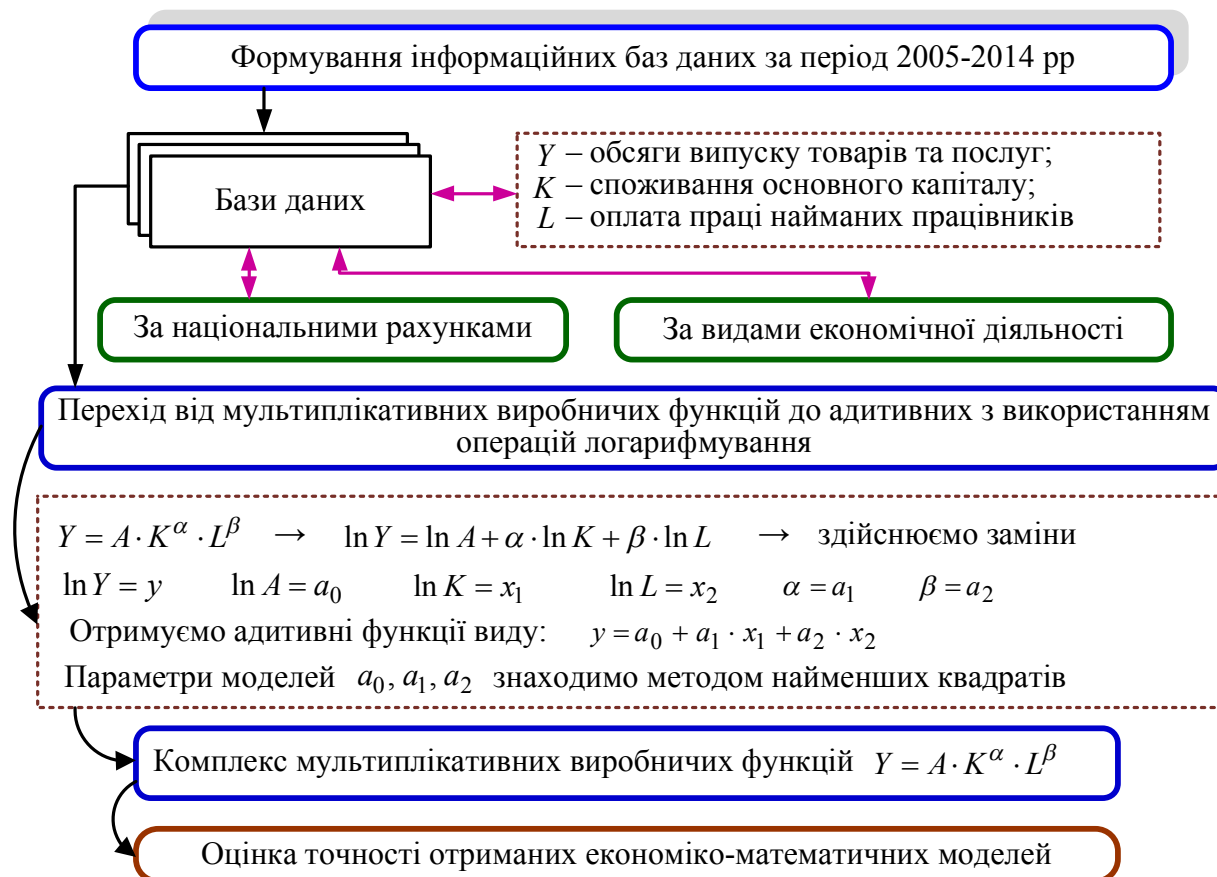 Формування інформаційних баз даних за період 2005-2014 рр
Бази даних
Y – обсяги випуску товарів та послуг;
K – споживання основного капіталу;
L – оплата праці найманих працівників
За національними рахунками
За видами економічної діяльності
Перехід від мультиплікативних виробничих функцій до адитивних з використанням
операцій логарифмування
Y = A · K^α · L^β → ln Y = ln A + α · ln K + β · ln L → здійснюємо заміни
ln Y = y ln A = a₀ ln K = x₁ ln L = x₂ α = a₁ β = a₂
Отримуємо адитивні функції виду: y = a₀ + a₁ · x₁ + a₂ · x₂
Параметри моделей a₀, a₁, a₂ знаходимо методом найменших квадратів
Комплекс мультиплікативних виробничих функцій Y = A · K^α · L^β
Оцінка точності отриманих економіко-математичних моделей